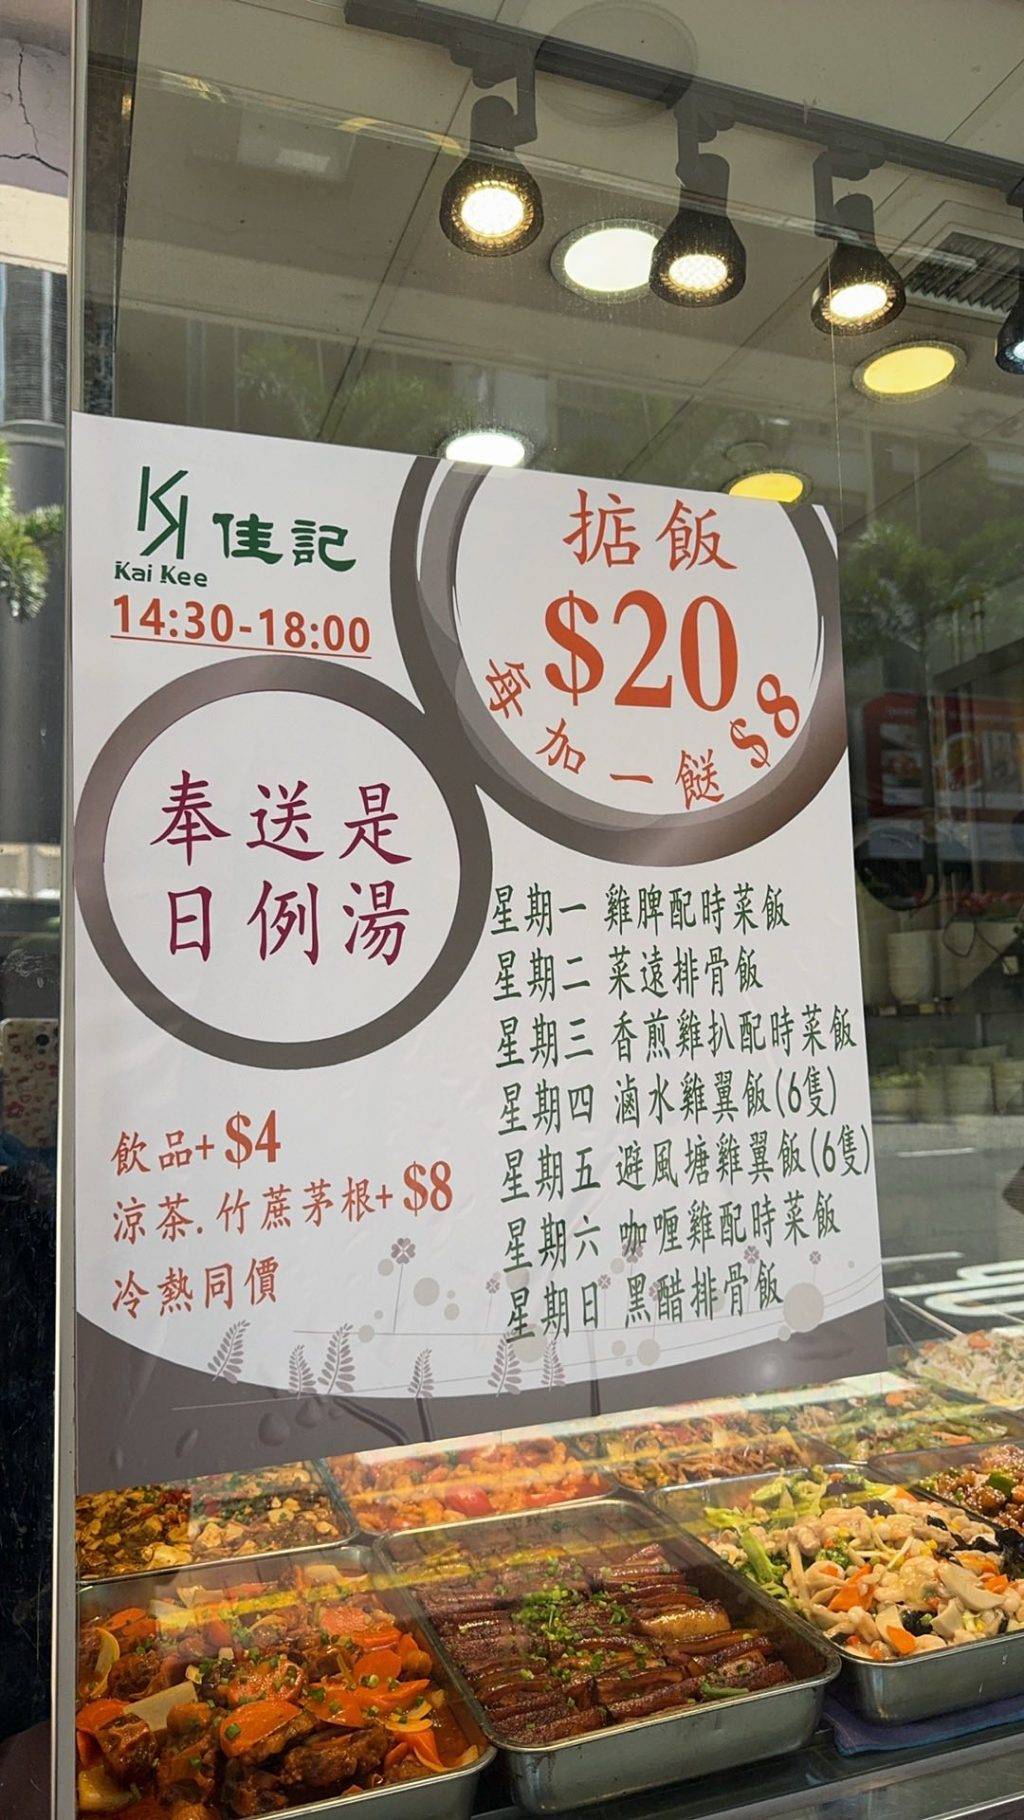 佳記
Kai Kee
14:30-18:00
掂飯
$20
每加一餸$8
奉送是
日例湯
星期一 雞脾配時菜飯
星期二 菜遠排骨飯
星期三 香煎雞扒配時菜飯
星期四 滷水雞翼飯(6隻)
星期五 避風塘雞翼飯(6隻)
星期六 咖喱雞配時菜飯
星期日 黑醋排骨飯
飲品+$4
涼茶.竹蔗茅根+$8
冷熱同價